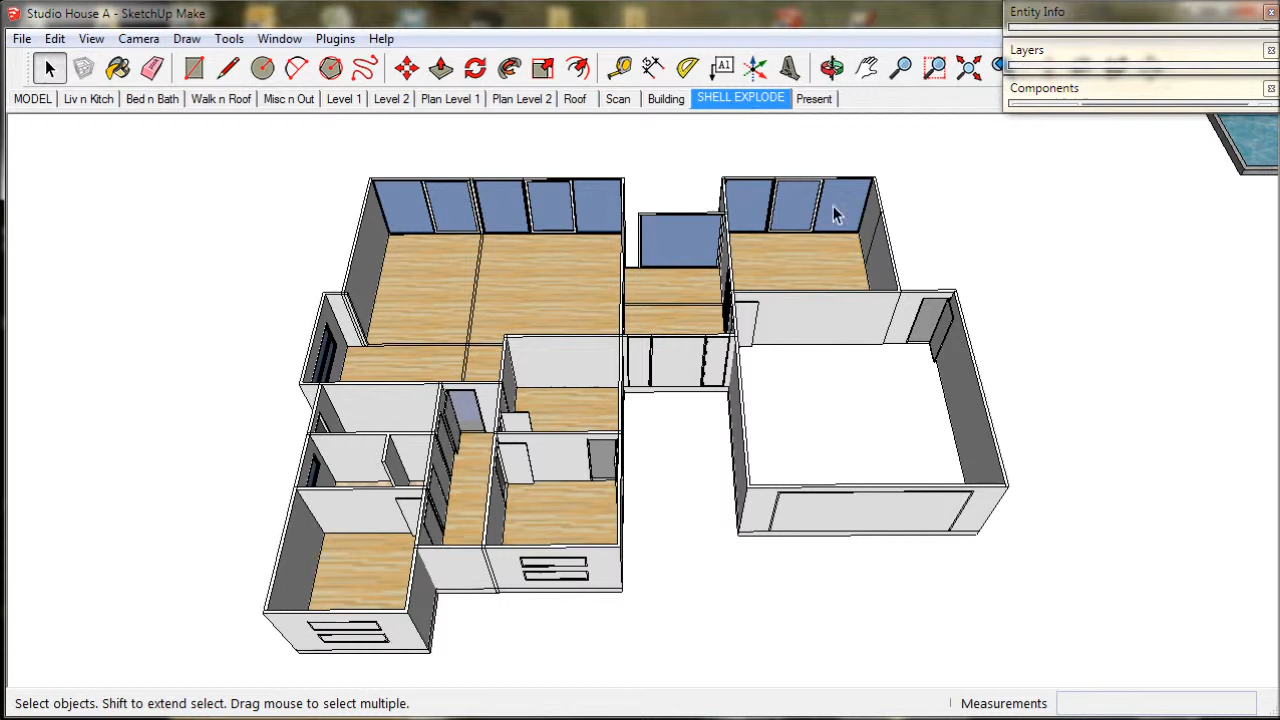 Studio House A - SketchUp Make
Entity Info
File Edit View Camera Draw Tools Window Plugins Help
Layers
A1
Components
MODEL Liv n Kitch Bed n Bath Walk n Roof Misc n Out Level 1 Level 2 Plan Level 1 Plan Level 2 Roof Scan Building SHELL EXPLODE Present
Select objects. Shift to extend select. Drag mouse to select multiple.
Measurements